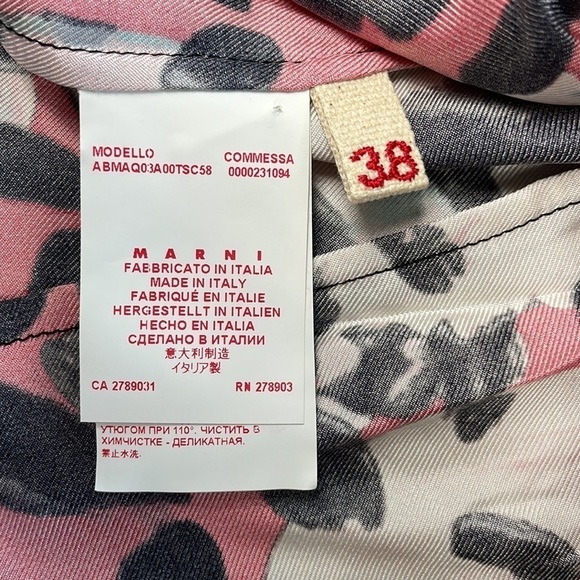 MODELLO COMMESSA
ABMAQ03A00TSC58 0000231094
38
MARNI
FABBRICATO IN ITALIA
MADE IN ITALY
FABRIQUÉ EN ITALIE
HERGESTELLT IN ITALIEN
HECHO EN ITALIA
СДЕЛАНО В ИТАЛИИ
意大利制造
イタリア製
CA 2789031 RN 278903
УТЮГОМ ПРИ 110°. ЧИСТИТЬ В
ХИМЧИСТКЕ - ДЕЛИКАТНАЯ.
禁止水洗.